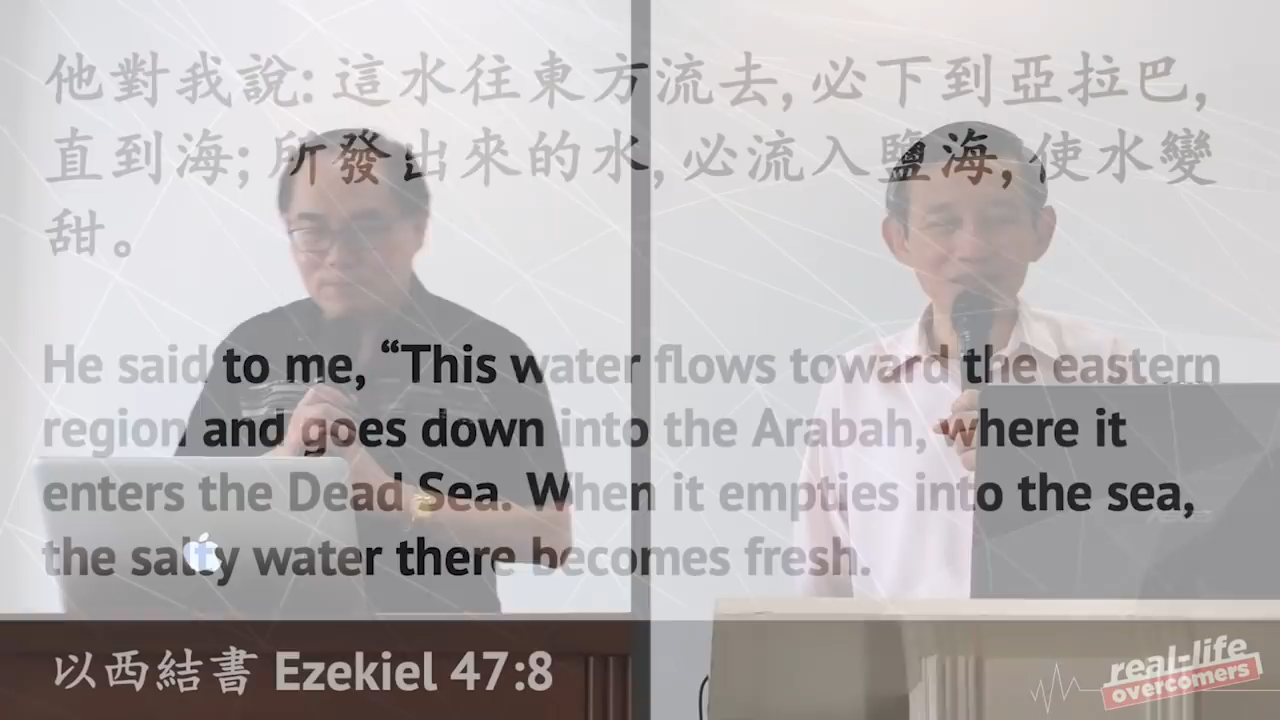 他對我說: 這水往東方流去, 必下到亞拉巴,
直到海; 所發出來的水, 必流入鹽海, 使水變
甜。
He said to me, “This water flows toward the eastern
region and goes down into the Arabah, where it
enters the Dead Sea. When it empties into the sea,
the salty water there becomes fresh.
以西結書 Ezekiel 47:8
real-life
overcomers